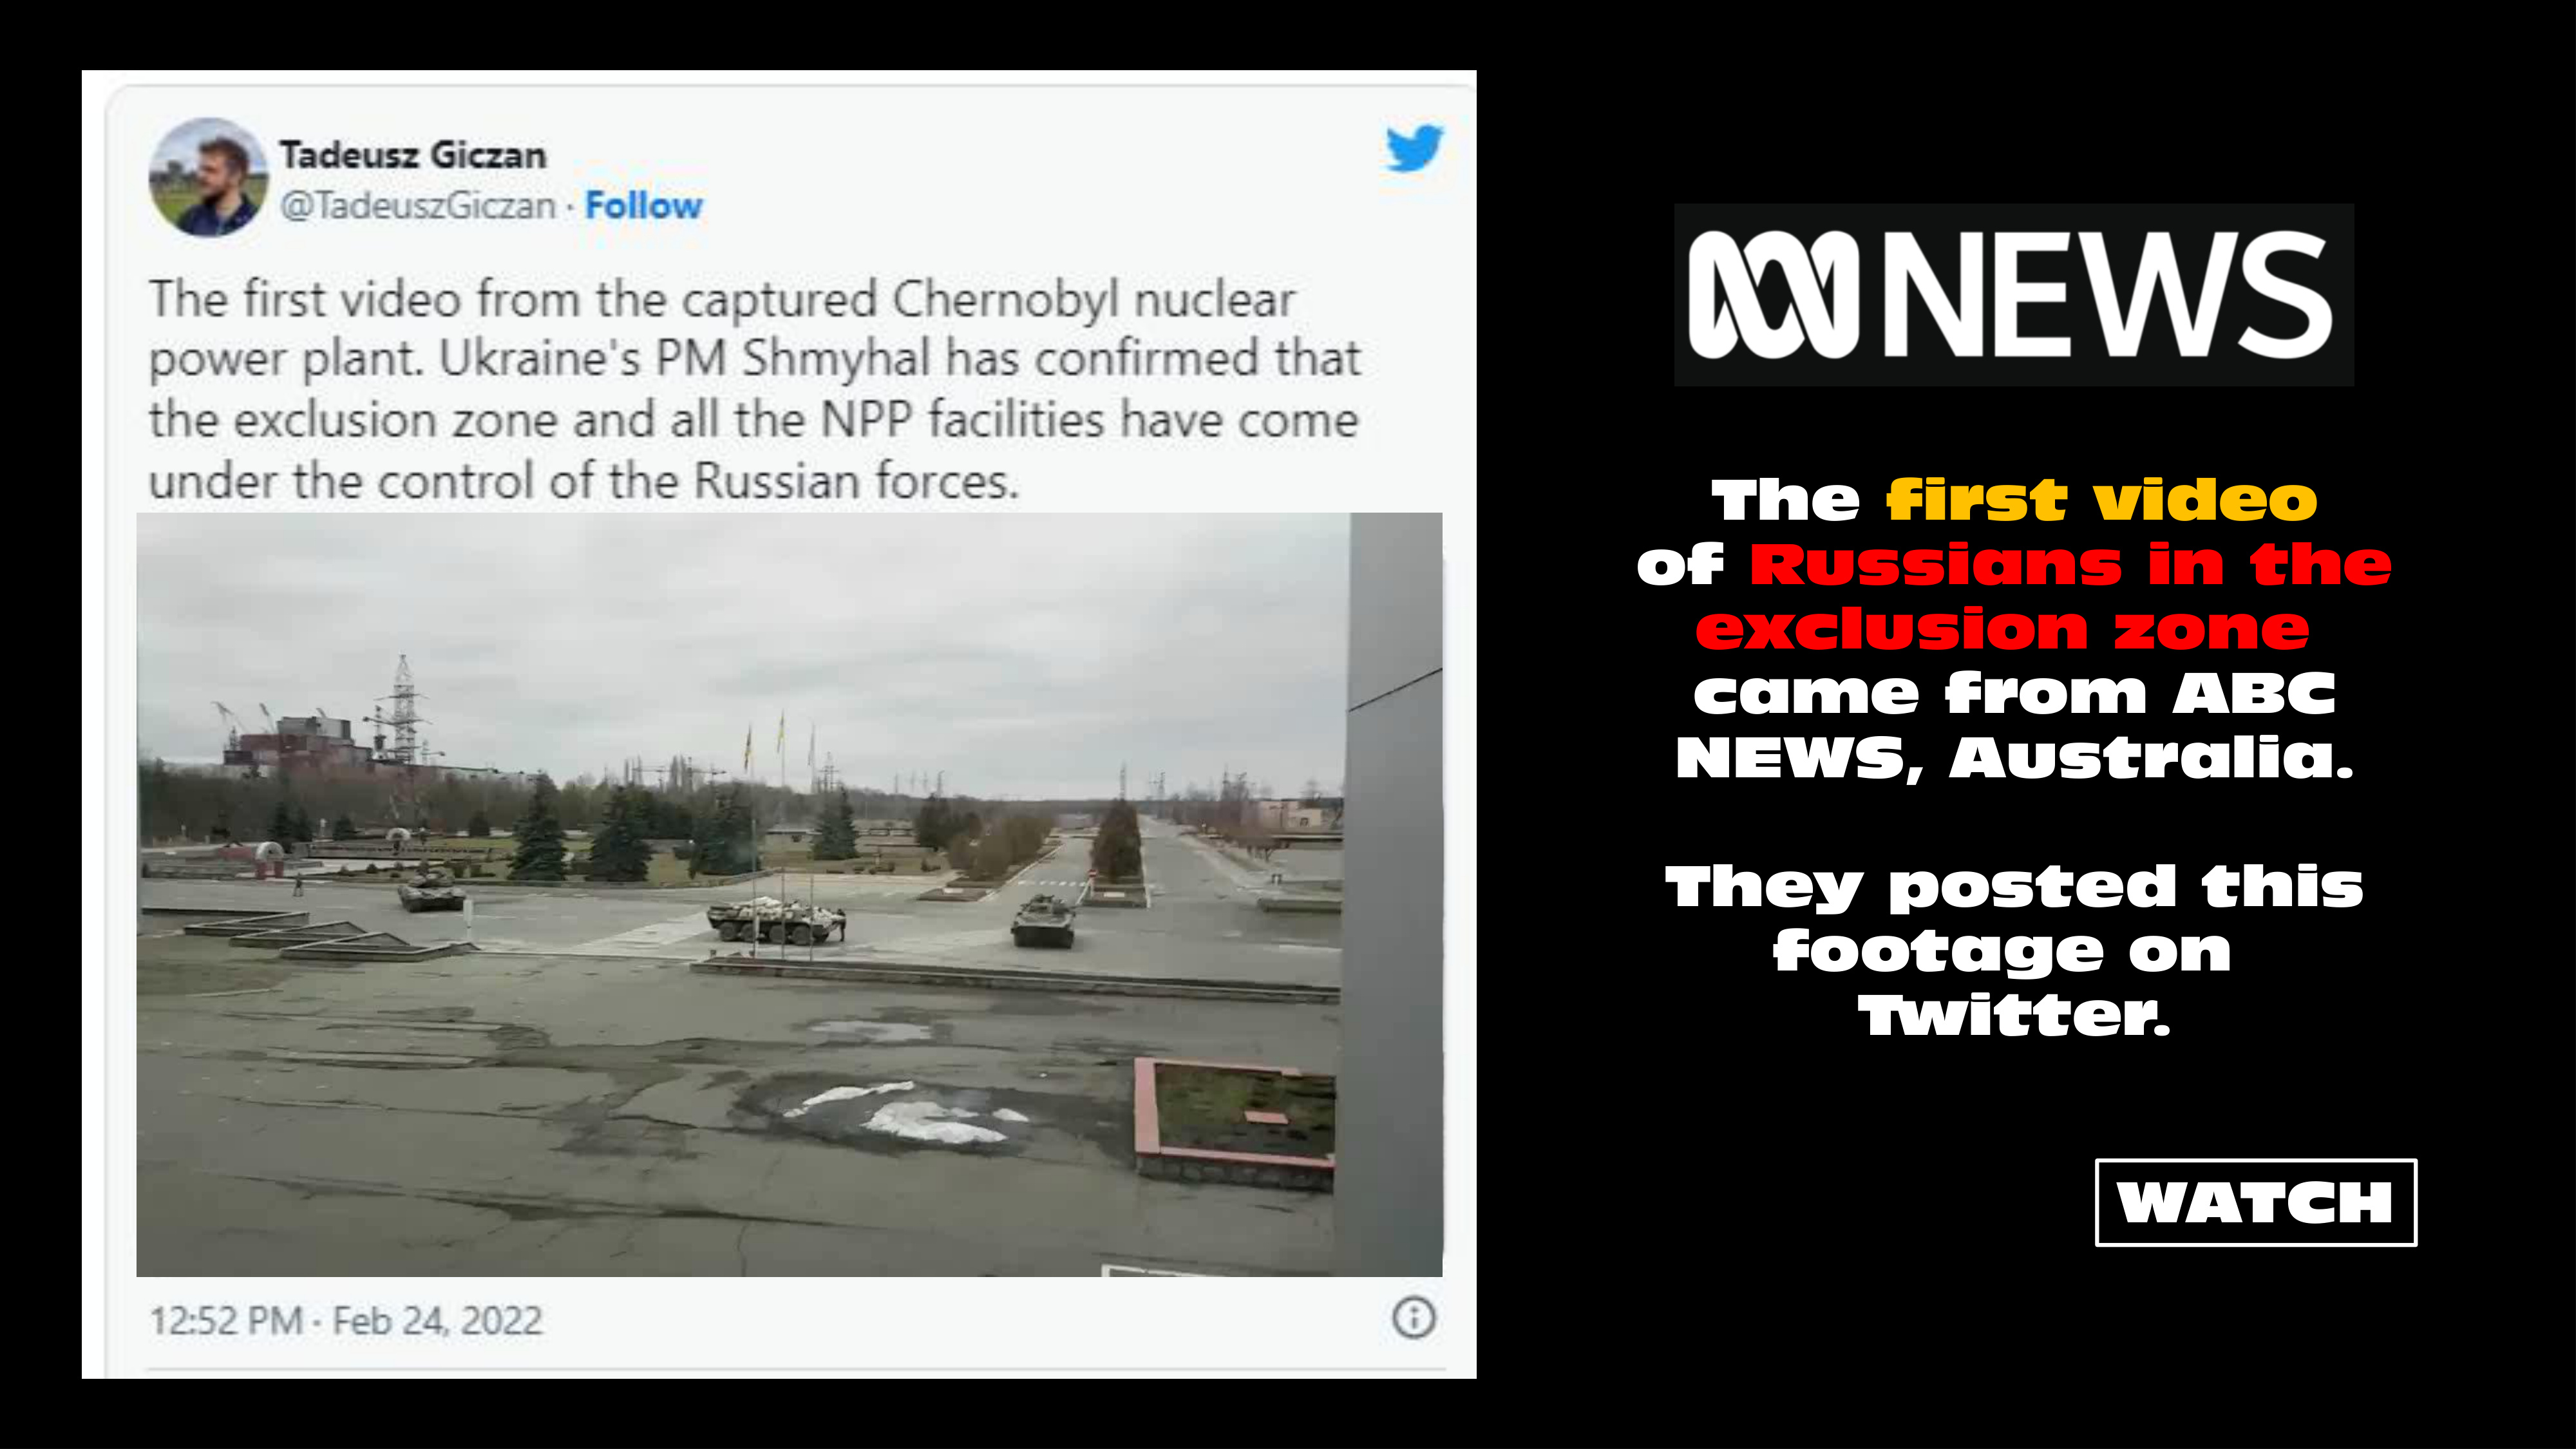 Tadeusz Giczan
@TadeuszGiczan · Follow
The first video from the captured Chernobyl nuclear
power plant. Ukraine's PM Shmyhal has confirmed that
the exclusion zone and all the NPP facilities have come
under the control of the Russian forces.
12:52 PM · Feb 24, 2022
NEWS
The first video
of Russians in the
exclusion zone
came from ABC
NEWS, Australia.
They posted this
footage on
Twitter.
WATCH